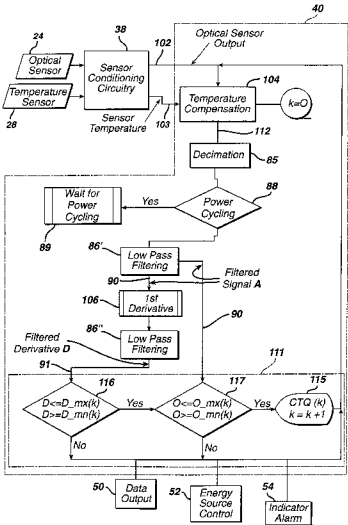 40
24
38
102
Optical Sensor Output
Optical Sensor
Sensor Conditioning Circuitry
104
Temperature Sensor
Temperature Compensation
k=O
26
Sensor Temperature
103
112
Decimation
85
88
Wait for Power Cycling
Yes
Power Cycling
89
86'
Low Pass Filtering
90
Filtered Signal A
106
1st Derivative
86"
90
Filtered Derivative D
Low Pass Filtering
91
111
116
117
115
D<=D_mx(k)
D>=D_mn(k)
Yes
O<=O_mx(k)
O>=O_mn(k)
Yes
CTQ (k)
k = k +1
No
No
50
Data Output
52
Energy Source Control
54
Indicator Alarm